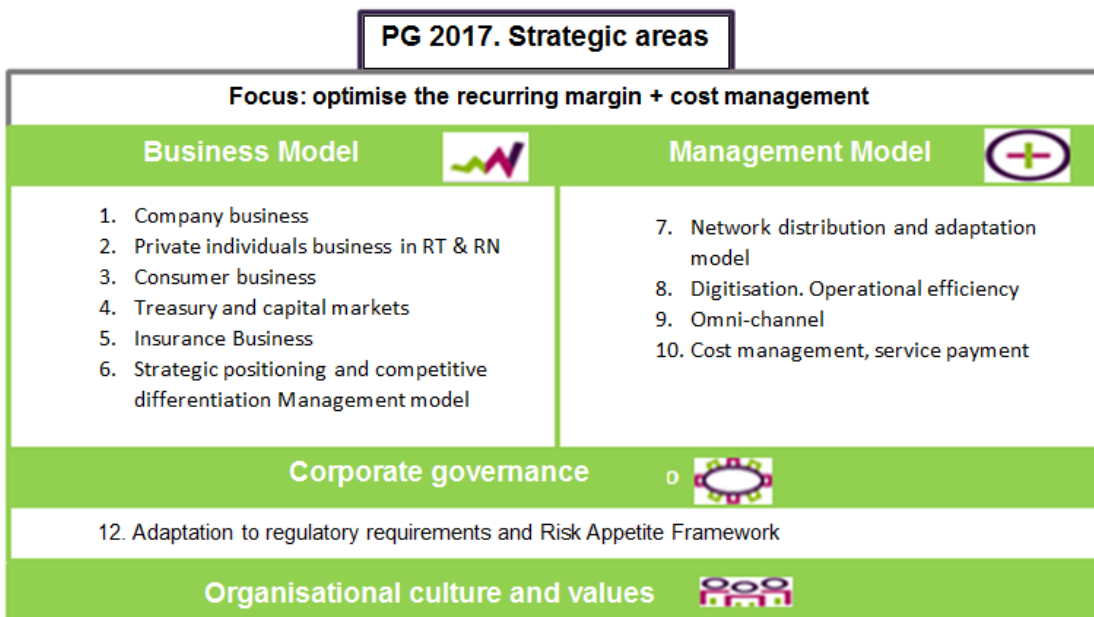 PG 2017. Strategic areas
Focus: optimise the recurring margin + cost management
Business Model
1. Company business
2. Private individuals business in RT & RN
3. Consumer business
4. Treasury and capital markets
5. Insurance Business
6. Strategic positioning and competitive
differentiation Management model
Management Model
7. Network distribution and adaptation
model
8. Digitisation. Operational efficiency
9. Omni-channel
10. Cost management, service payment
Corporate governance
12. Adaptation to regulatory requirements and Risk Appetite Framework
Organisational culture and values